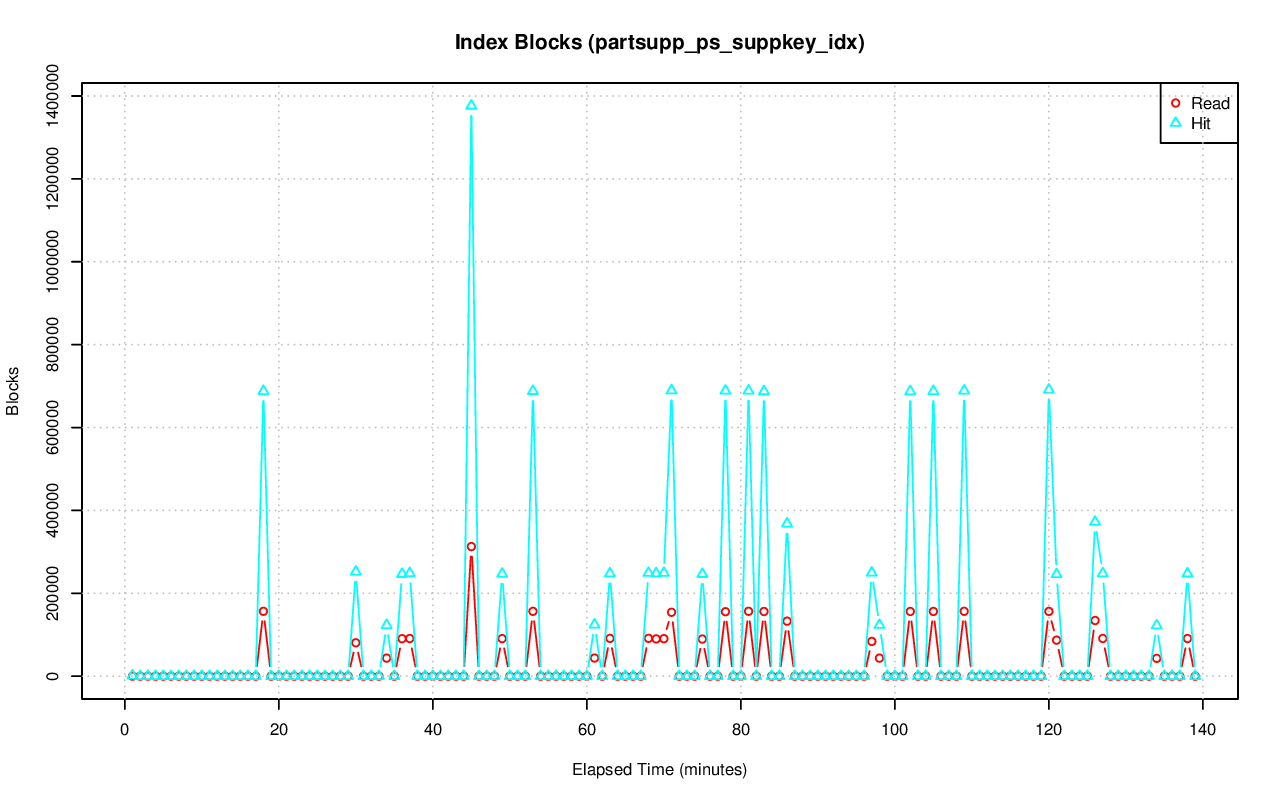 Index Blocks (partsupp_ps_suppkey_idx)
Read
Hit
Blocks
0
200000
400000
600000
800000
1000000
1200000
1400000
0 20 40 60 80 100 120 140
Elapsed Time (minutes)